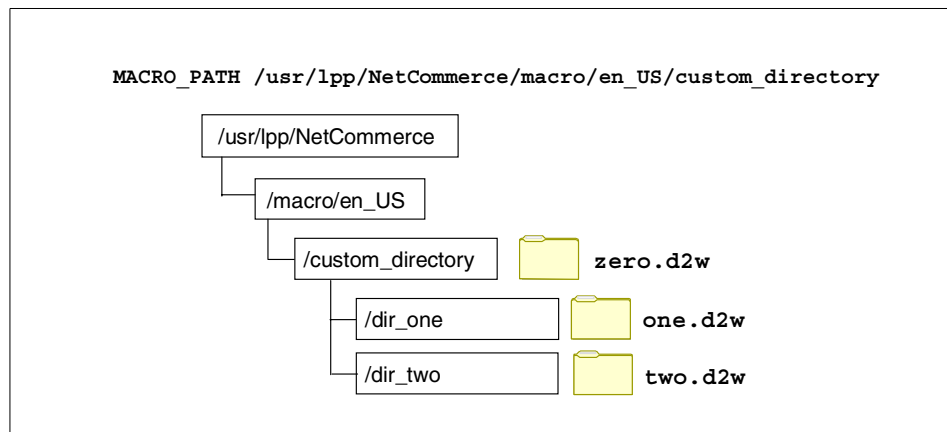 MACRO_PATH /usr/lpp/NetCommerce/macro/en_US/custom_directory
/usr/lpp/NetCommerce
/macro/en_US
/custom_directory zero.d2w
/dir_one one.d2w
/dir_two two.d2w